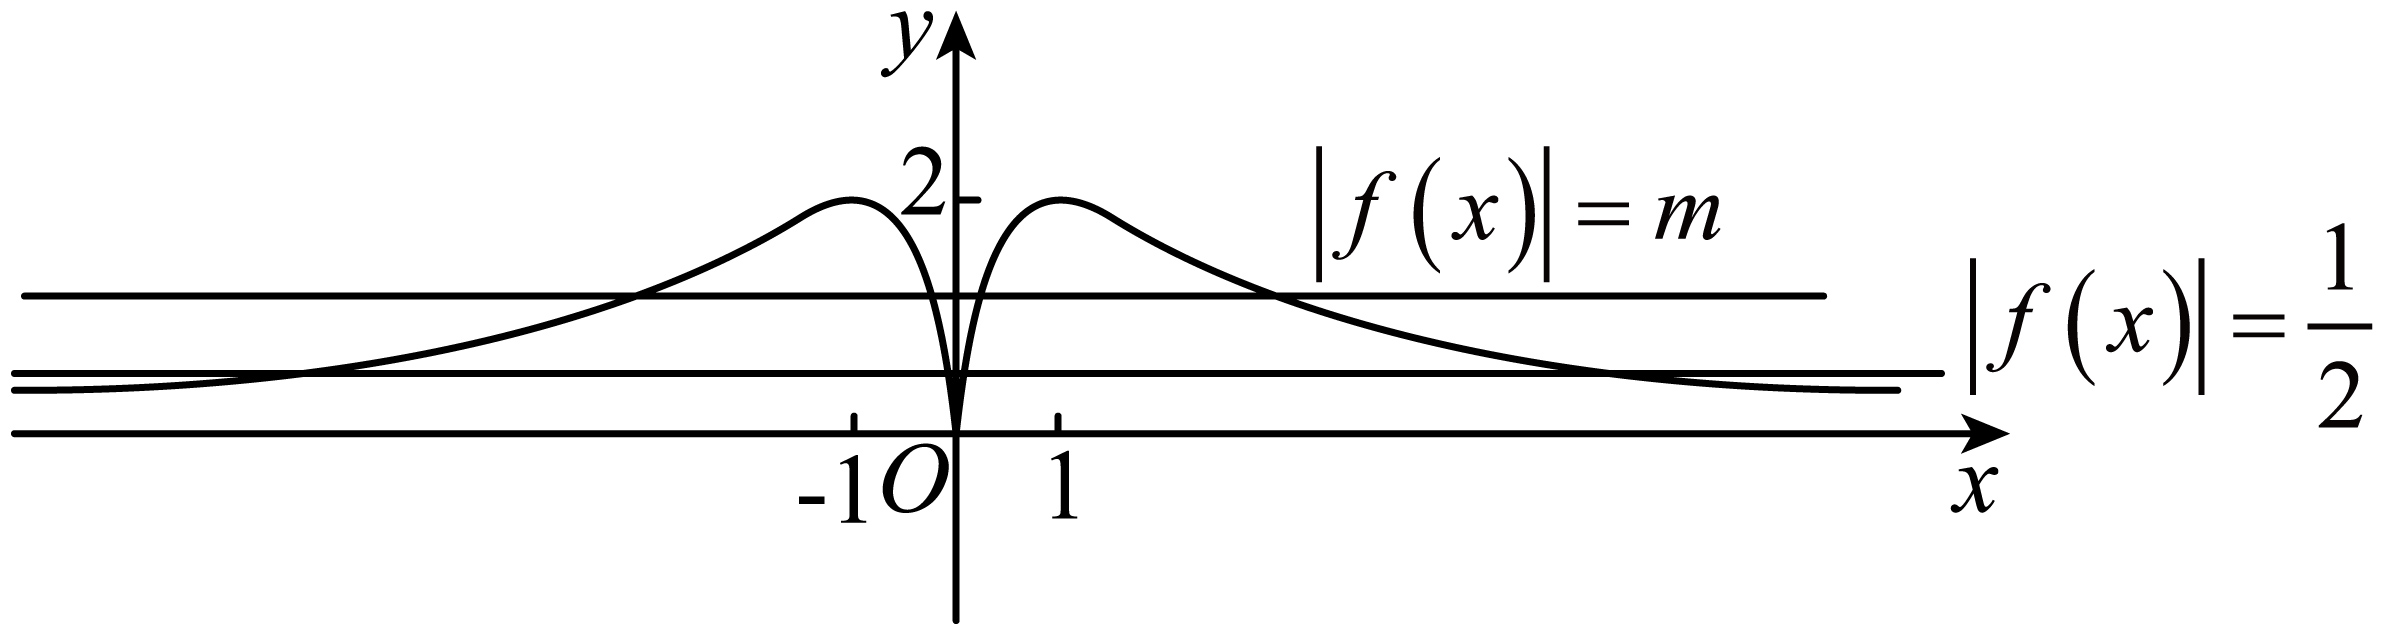 y
2
|f(x)| = m
|f(x)| = 1/2
-1 O 1 x